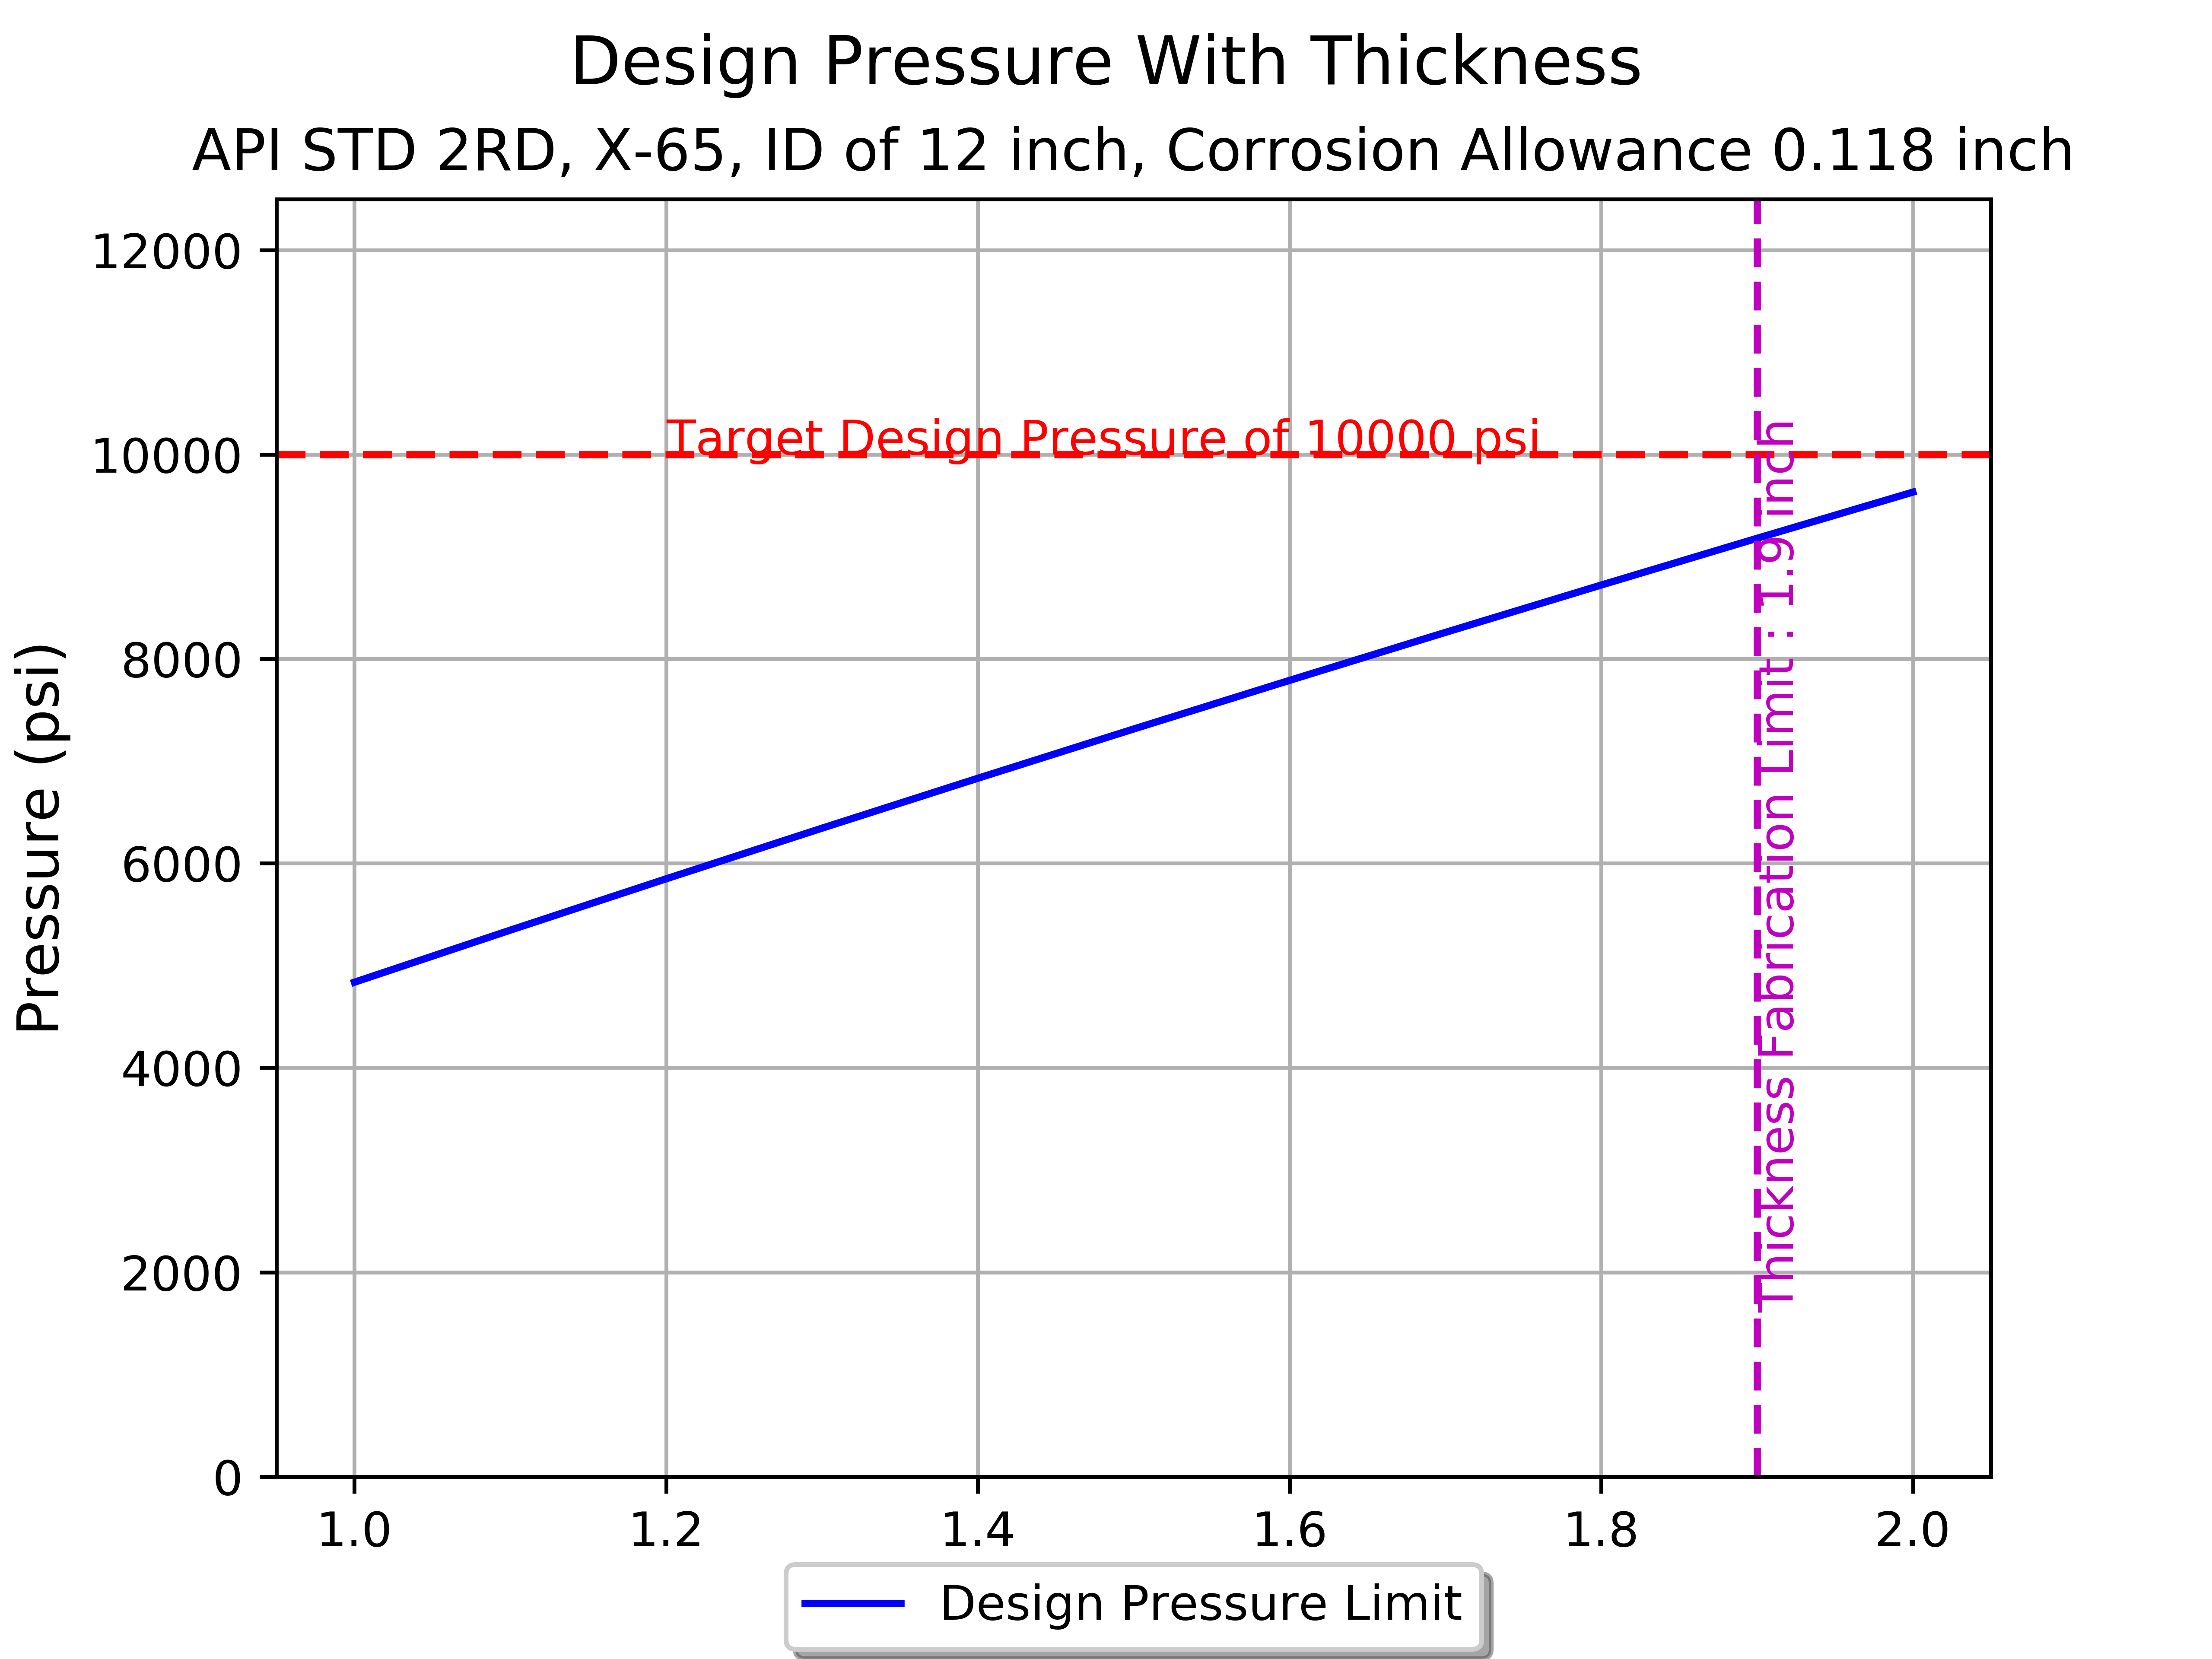 Design Pressure With Thickness
API STD 2RD, X-65, ID of 12 inch, Corrosion Allowance 0.118 inch
12000
10000
8000
6000
4000
2000
0
Pressure (psi)
Target Design Pressure of 10000 psi
Thickness Fabrication Limit : 1.9 inch
1.0 1.2 1.4 1.6 1.8 2.0
Design Pressure Limit